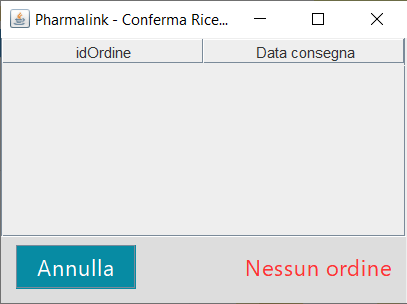 Pharmalink - Conferma Rice...
idOrdine
Data consegna
Annulla
Nessun ordine